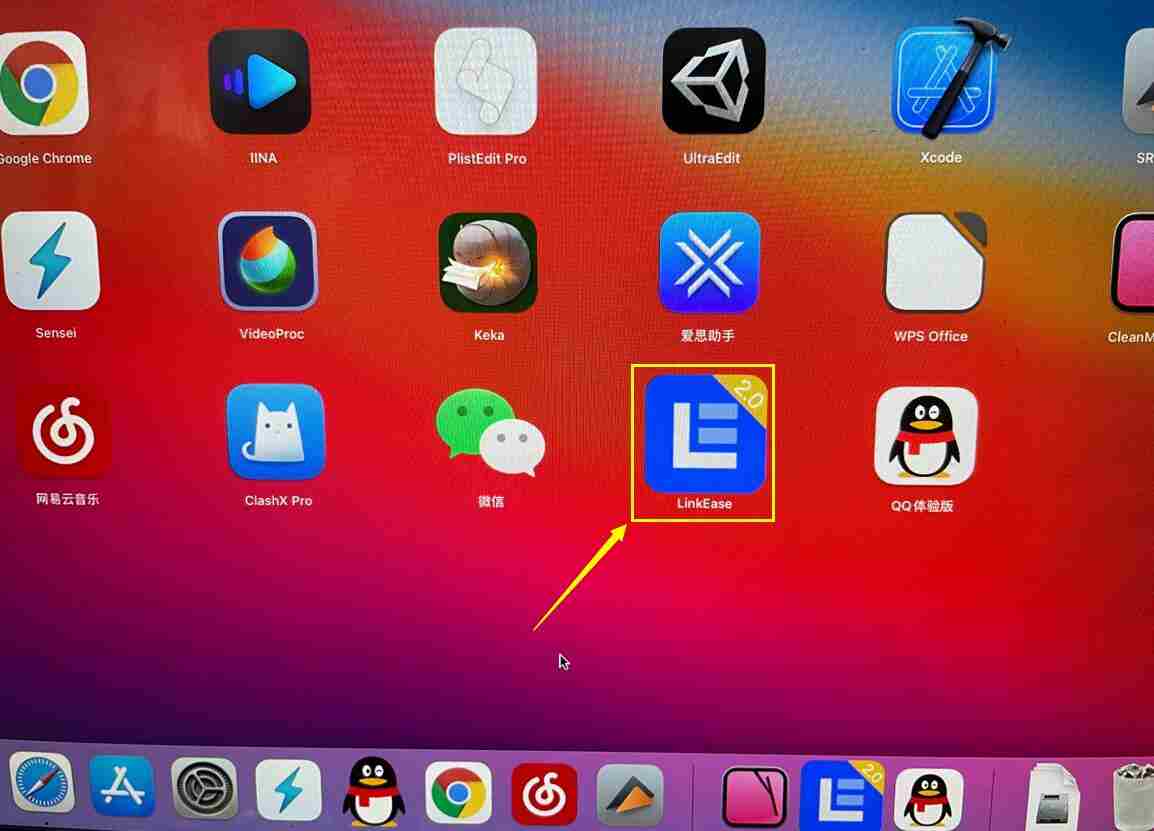 Google Chrome
IINA
PlistEdit Pro
UltraEdit
Xcode
SR
Sensei
VideoProc
Keka
爱思助手
WPS Office
CleanM
2.0
网易云音乐
ClashX Pro
微信
LinkEase
QQ体验版
2.0